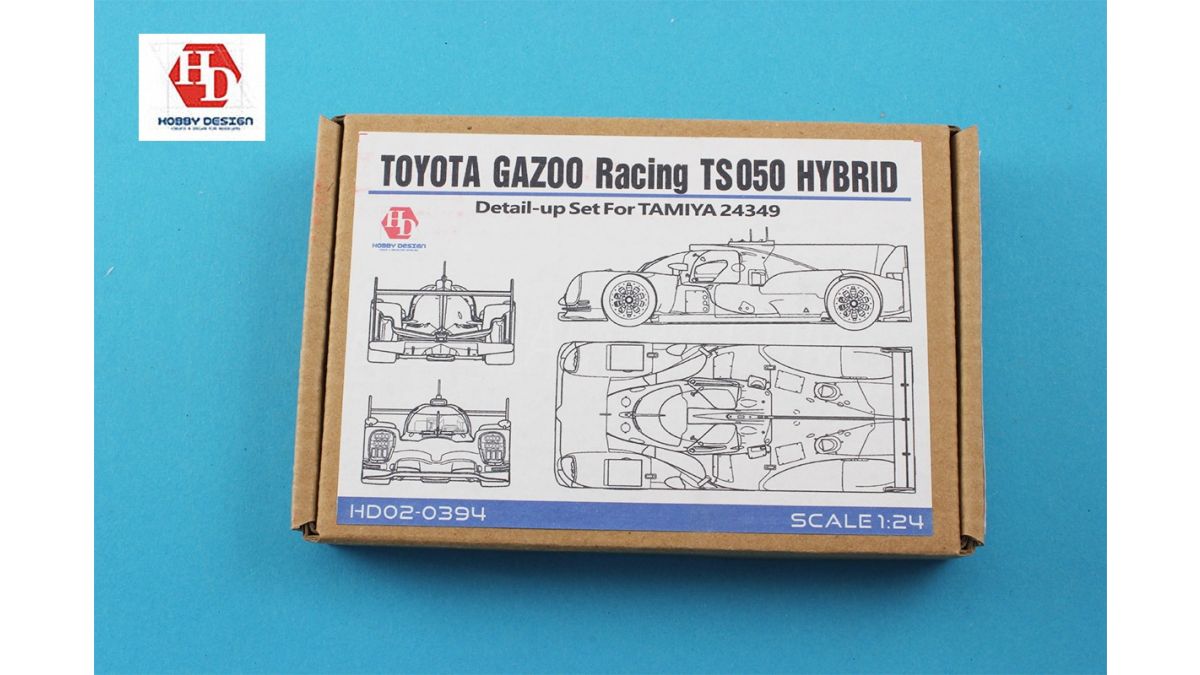 HD
HOBBY DESIGN
TOYOTA GAZOO Racing TS050 HYBRID
Detail-up Set For TAMIYA 24349
HD
HOBBY DESIGN
HD02-0394
SCALE 1:24